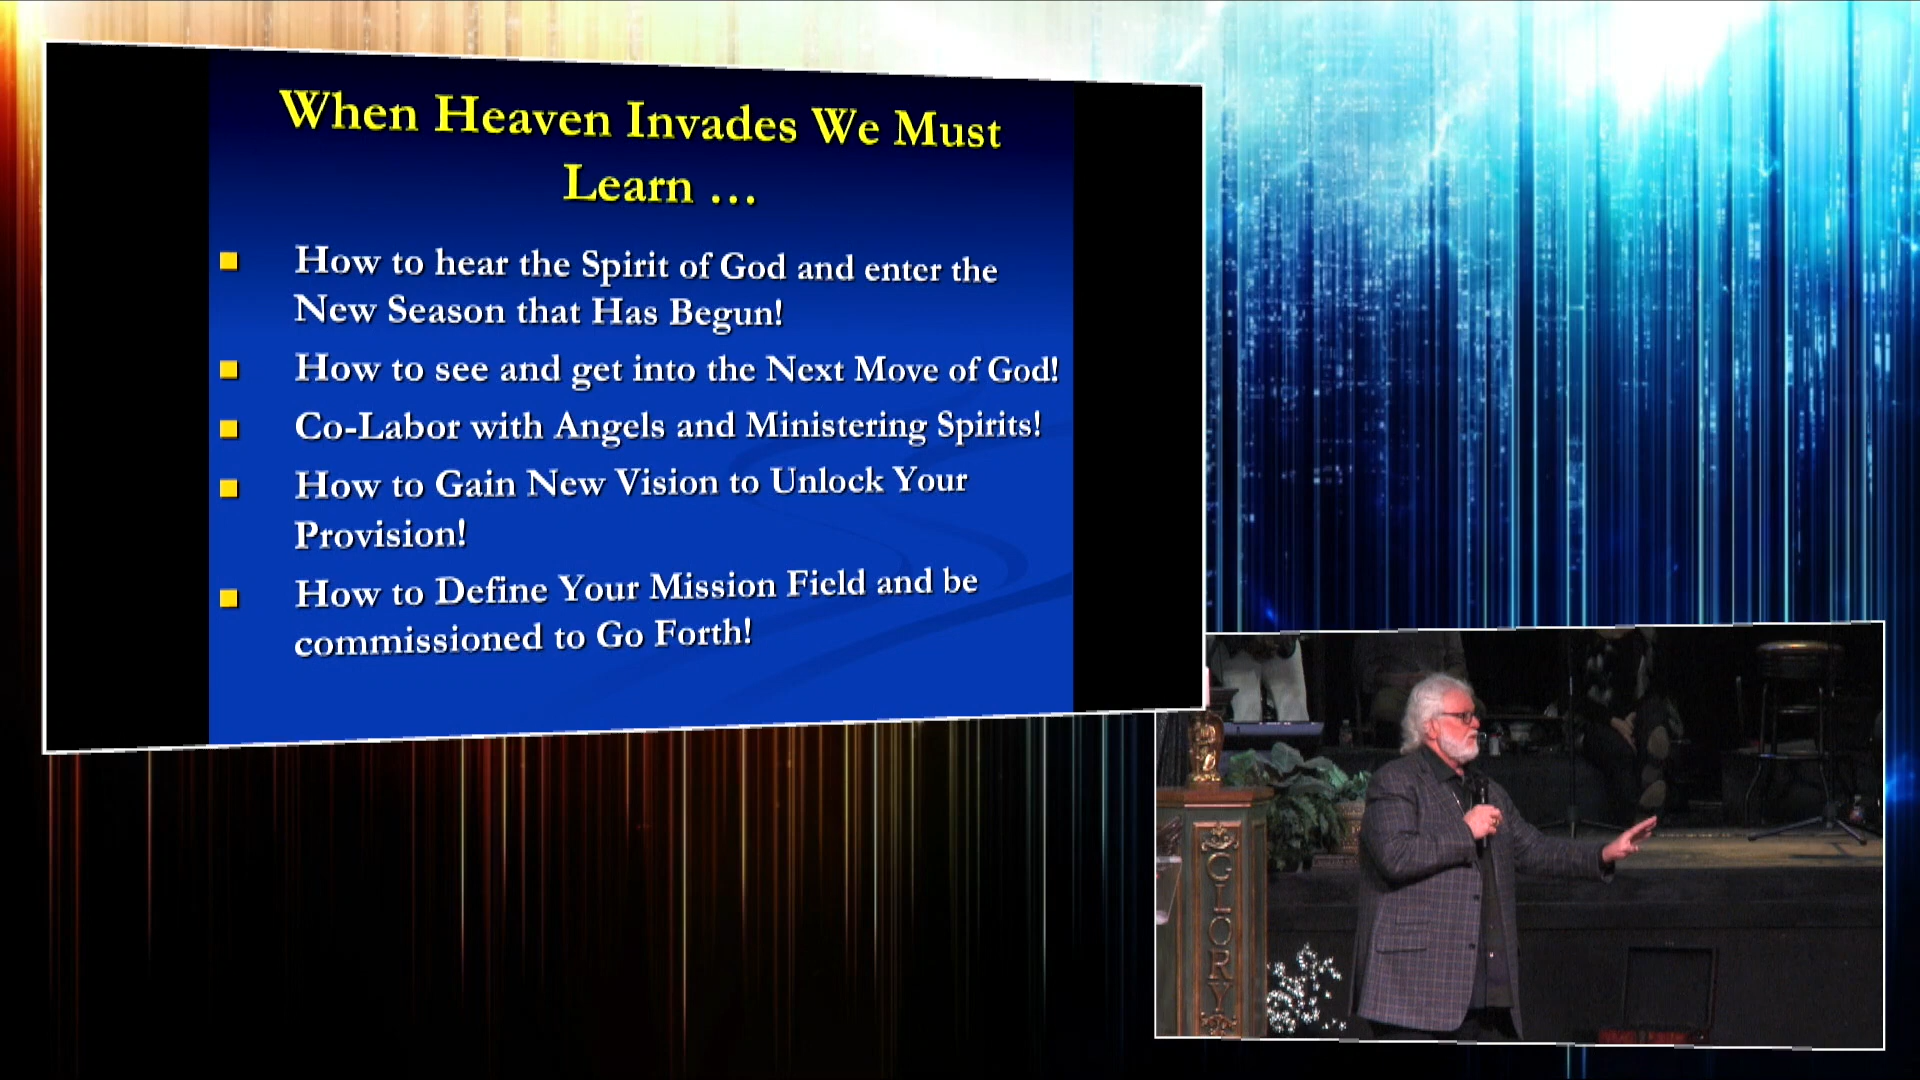 When Heaven Invades We Must
Learn …
How to hear the Spirit of God and enter the
New Season that Has Begun!
How to see and get into the Next Move of God!
Co-Labor with Angels and Ministering Spirits!
How to Gain New Vision to Unlock Your
Provision!
How to Define Your Mission Field and be
commissioned to Go Forth!
GLORY